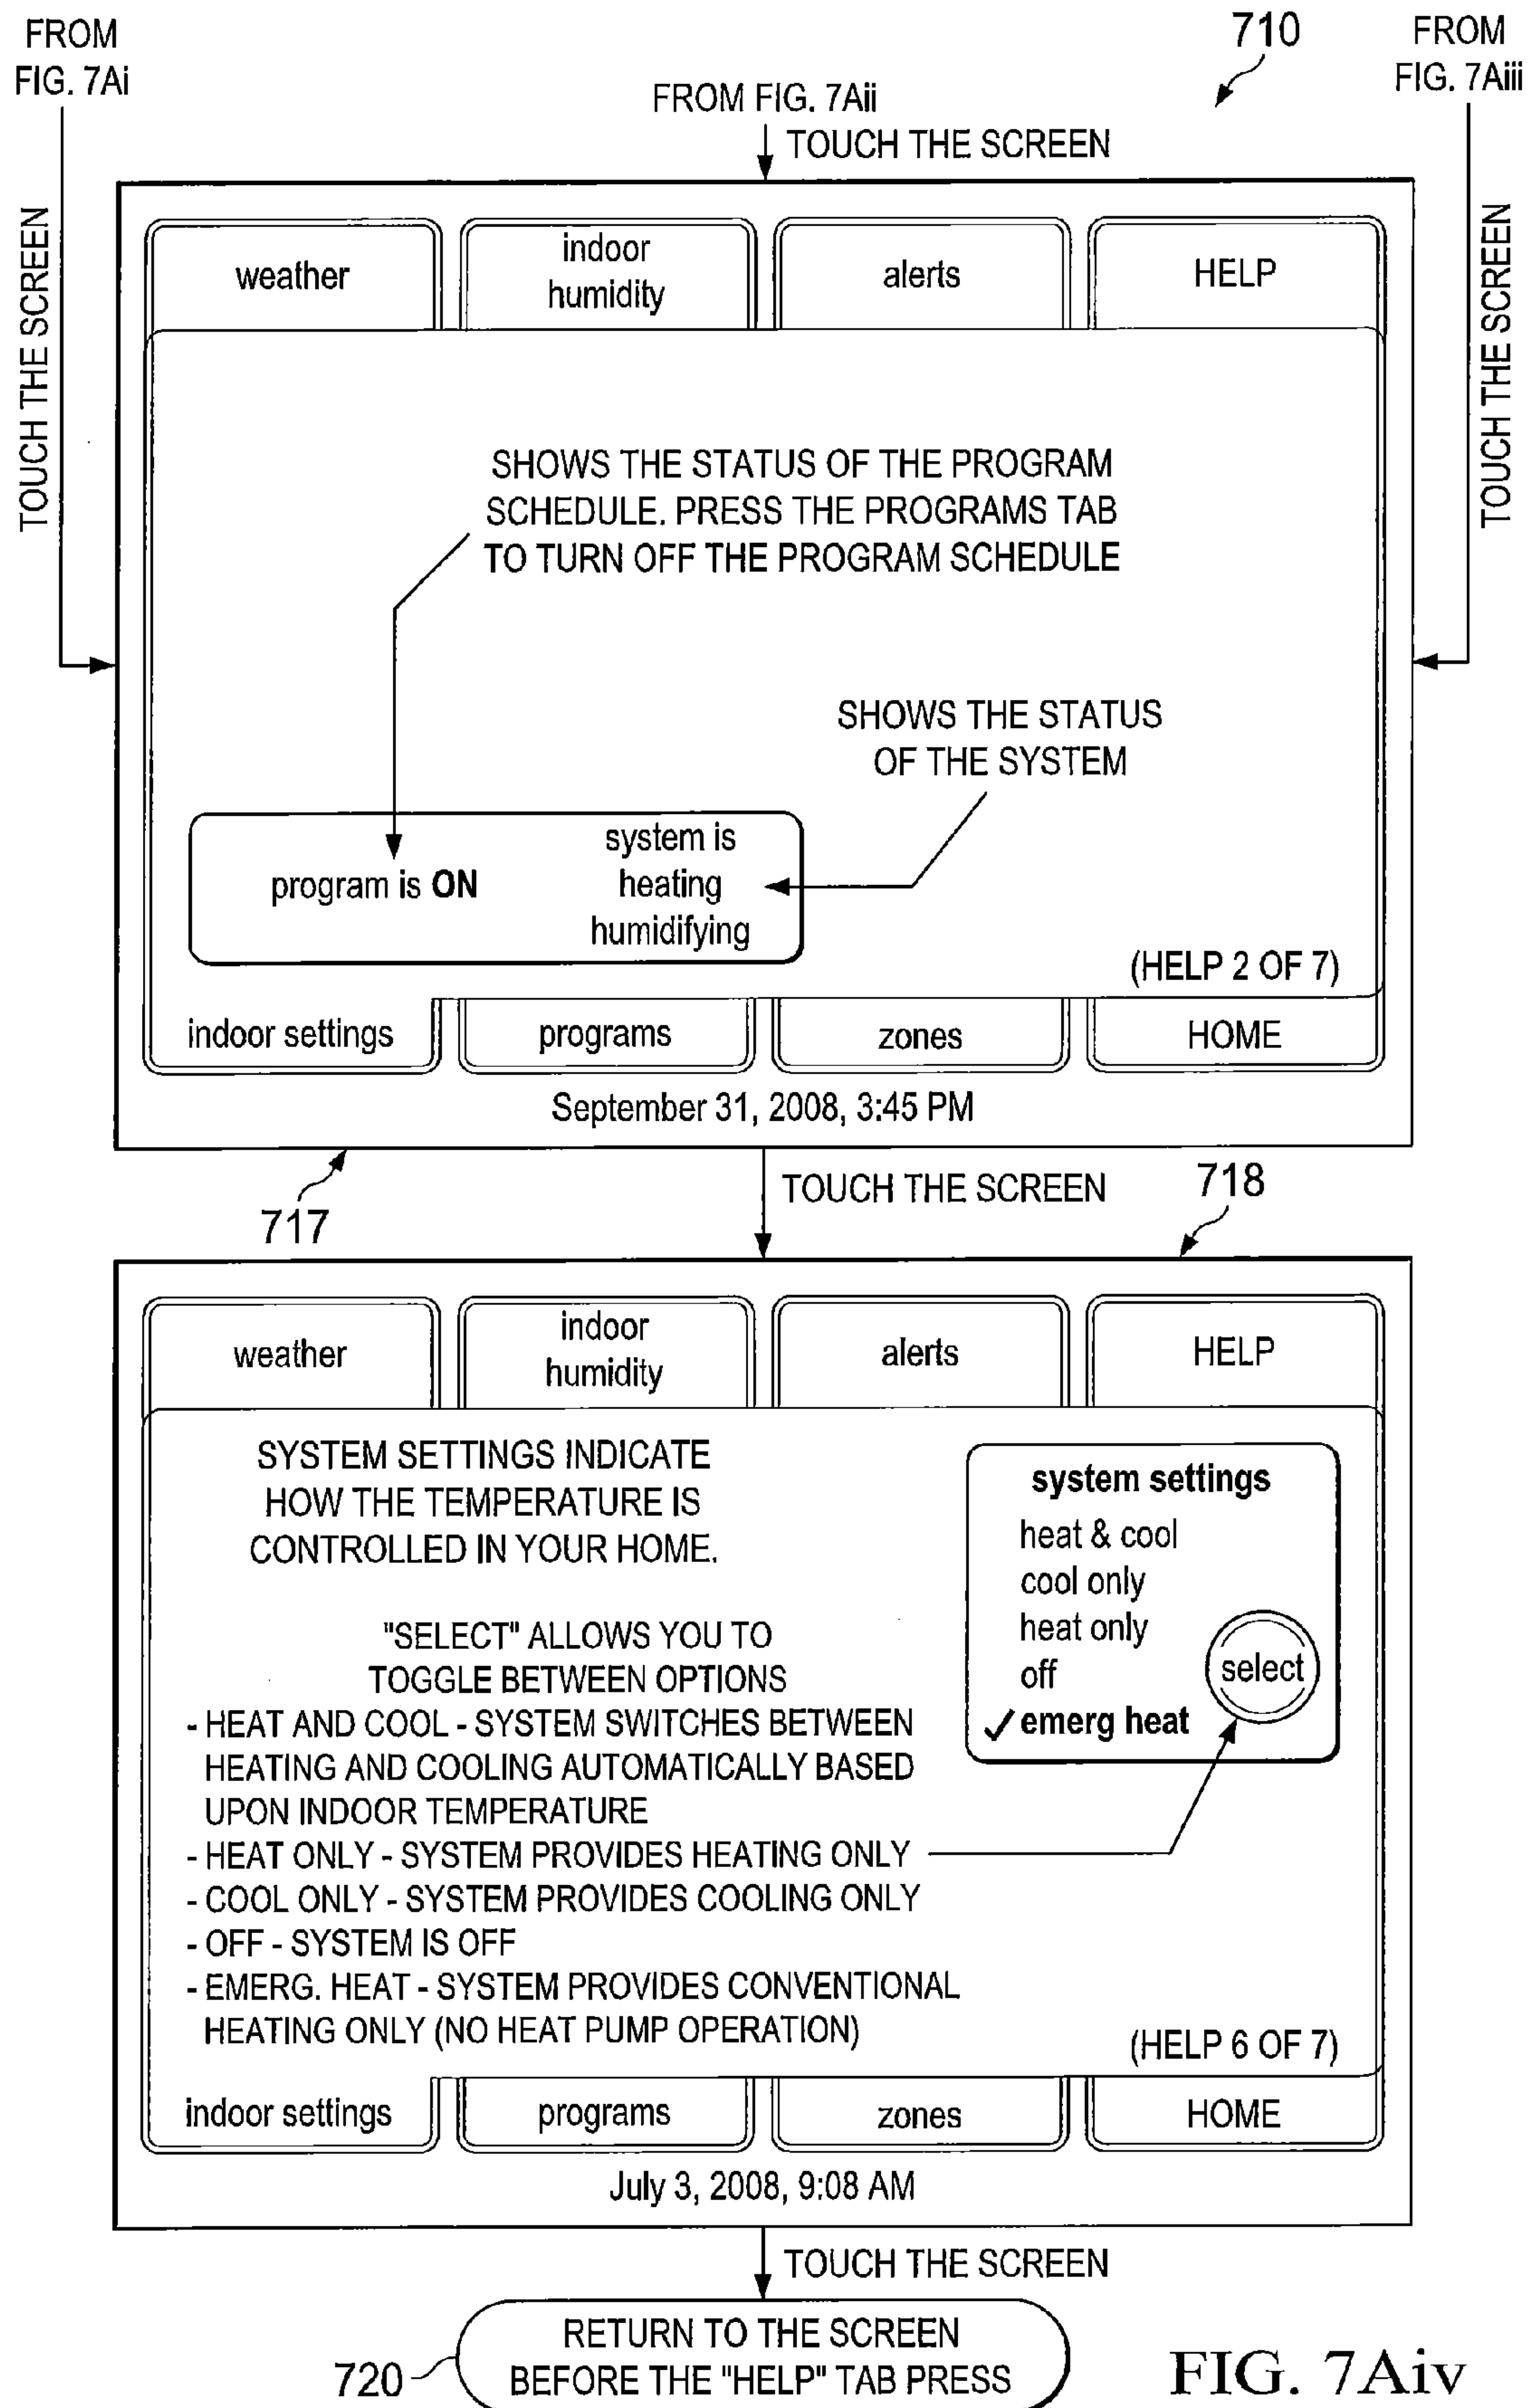 FROM
FIG. 7Ai
FROM FIG. 7Aii
710
FROM
FIG. 7Aiii
TOUCH THE SCREEN
TOUCH THE SCREEN
TOUCH THE SCREEN
weather
indoor
humidity
alerts
HELP
SHOWS THE STATUS OF THE PROGRAM
SCHEDULE. PRESS THE PROGRAMS TAB
TO TURN OFF THE PROGRAM SCHEDULE
SHOWS THE STATUS
OF THE SYSTEM
program is ON
system is
heating
humidifying
(HELP 2 OF 7)
indoor settings
programs
zones
HOME
September 31, 2008, 3:45 PM
717
TOUCH THE SCREEN
718
weather
indoor
humidity
alerts
HELP
SYSTEM SETTINGS INDICATE
HOW THE TEMPERATURE IS
CONTROLLED IN YOUR HOME.
"SELECT" ALLOWS YOU TO
TOGGLE BETWEEN OPTIONS
- HEAT AND COOL - SYSTEM SWITCHES BETWEEN
HEATING AND COOLING AUTOMATICALLY BASED
UPON INDOOR TEMPERATURE
- HEAT ONLY - SYSTEM PROVIDES HEATING ONLY
- COOL ONLY - SYSTEM PROVIDES COOLING ONLY
- OFF - SYSTEM IS OFF
- EMERG. HEAT - SYSTEM PROVIDES CONVENTIONAL
HEATING ONLY (NO HEAT PUMP OPERATION)
system settings
heat & cool
cool only
heat only
off
✓ emerg heat
select
(HELP 6 OF 7)
indoor settings
programs
zones
HOME
July 3, 2008, 9:08 AM
TOUCH THE SCREEN
720
RETURN TO THE SCREEN
BEFORE THE "HELP" TAB PRESS
FIG. 7Aiv